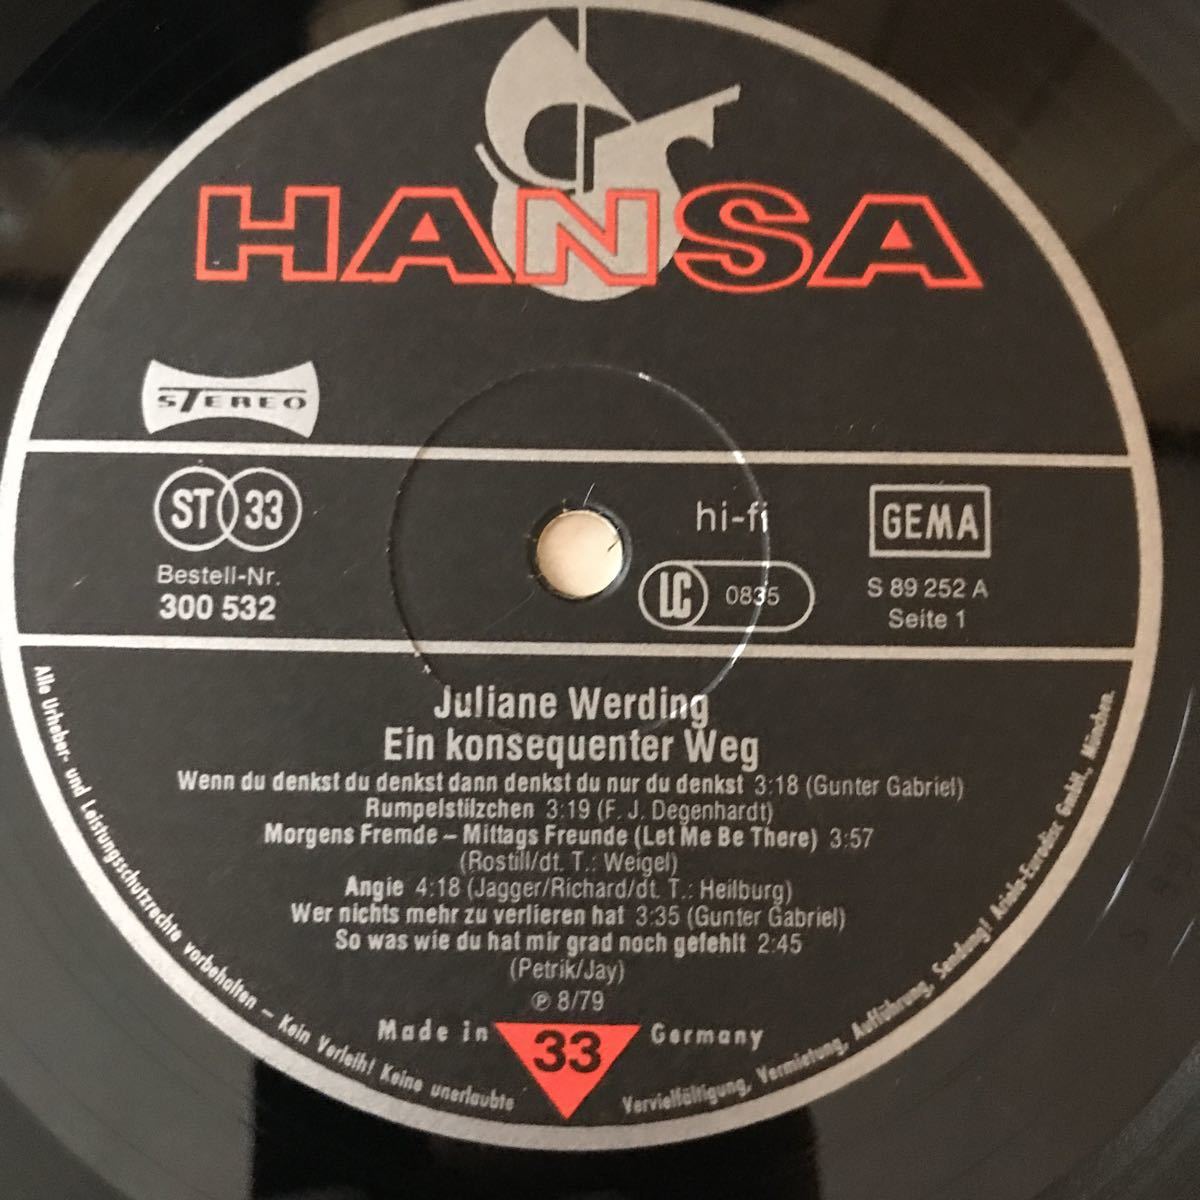 HANSA
STEREO
ST 33
Bestell-Nr.
300 532
hi-fi
LC 0835
GEMA
S 89 252 A
Seite 1
Juliane Werding
Ein konsequenter Weg
Wenn du denkst du denkst dann denkst du nur du denkst 3:18 (Gunter Gabriel)
Rumpelstilzchen 3:19 (F. J. Degenhardt)
Morgens Fremde – Mittags Freunde (Let Me Be There) 3:57
(Rostill/dt. T.: Weigel)
Angie 4:18 (Jagger/Richard/dt. T.: Heilburg)
Wer nichts mehr zu verlieren hat 3:35 (Gunter Gabriel)
So was wie du hat mir grad noch gefehlt 2:45
(Petrik/Jay)
℗ 8/79
Made in 33 Germany
Alle Urheber- und Leistungsschutzrechte vorbehalten – Kein Verleih! Keine unerlaubte Vervielfältigung, Vermietung, Aufführung, Sendung! Ariola-Eurodisc GmbH., München.